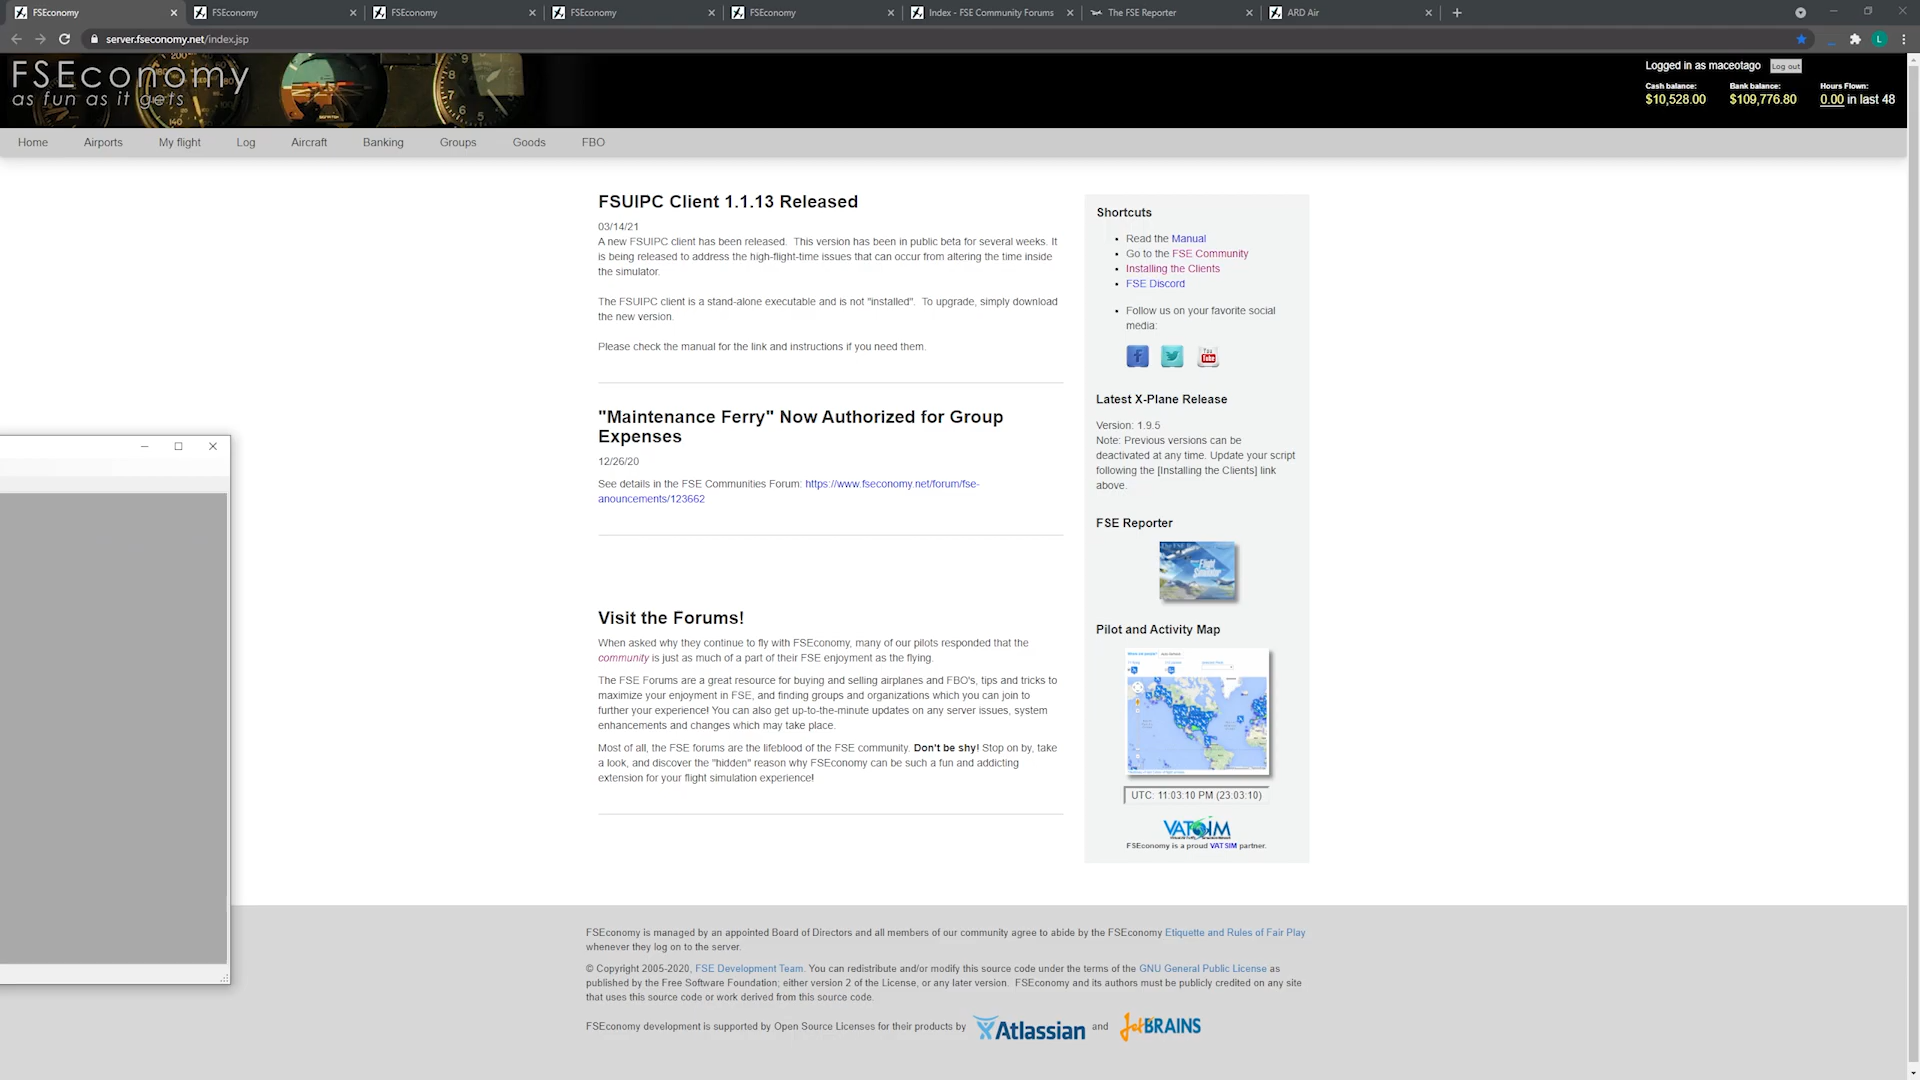 FSEconomy
FSEconomy
FSEconomy
FSEconomy
FSEconomy
Index - FSE Community Forums
The FSE Reporter
ARD Air
server.fseconomy.net/index.jsp
L
FSEconomy
as fun as it gets
Logged in as maceotago
Log out
Cash balance:
Bank balance:
Hours Flown:
$10,528.00
$109,776.80
0.00 in last 48
Home
Airports
My flight
Log
Aircraft
Banking
Groups
Goods
FBO
FSUIPC Client 1.1.13 Released
03/14/21
A new FSUIPC client has been released. This version has been in public beta for several weeks. It
is being released to address the high-flight-time issues that can occur from altering the time inside
the simulator.
The FSUIPC client is a stand-alone executable and is not "installed". To upgrade, simply download
the new version.
Please check the manual for the link and instructions if you need them.
"Maintenance Ferry" Now Authorized for Group
Expenses
12/26/20
See details in the FSE Communities Forum: https://www.fseconomy.net/forum/fse-
anouncements/123662
Visit the Forums!
When asked why they continue to fly with FSEconomy, many of our pilots responded that the
community is just as much of a part of their FSE enjoyment as the flying.
The FSE Forums are a great resource for buying and selling airplanes and FBO's, tips and tricks to
maximize your enjoyment in FSE, and finding groups and organizations which you can join to
further your experience! You can also get up-to-the-minute updates on any server issues, system
enhancements and changes which may take place.
Most of all, the FSE forums are the lifeblood of the FSE community. Don't be shy! Stop on by, take
a look, and discover the "hidden" reason why FSEconomy can be such a fun and addicting
extension for your flight simulation experience!
Shortcuts
Read the Manual
Go to the FSE Community
Installing the Clients
FSE Discord
Follow us on your favorite social
media:
You
Tube
Latest X-Plane Release
Version: 1.9.5
Note: Previous versions can be
deactivated at any time. Update your script
following the [Installing the Clients] link
above.
FSE Reporter
Flight
Simulator
Pilot and Activity Map
UTC: 11:03:10 PM (23:03:10)
VATSIM
FSEconomy is a proud VATSIM partner.
FSEconomy is managed by an appointed Board of Directors and all members of our community agree to abide by the FSEconomy Etiquette and Rules of Fair Play
whenever they log on to the server.
© Copyright 2005-2020, FSE Development Team. You can redistribute and/or modify this source code under the terms of the GNU General Public License as
published by the Free Software Foundation; either version 2 of the License, or any later version. FSEconomy and its authors must be publicly credited on any site
that uses this source code or work derived from this source code.
FSEconomy development is supported by Open Source Licenses for their products by Atlassian and JetBRAINS